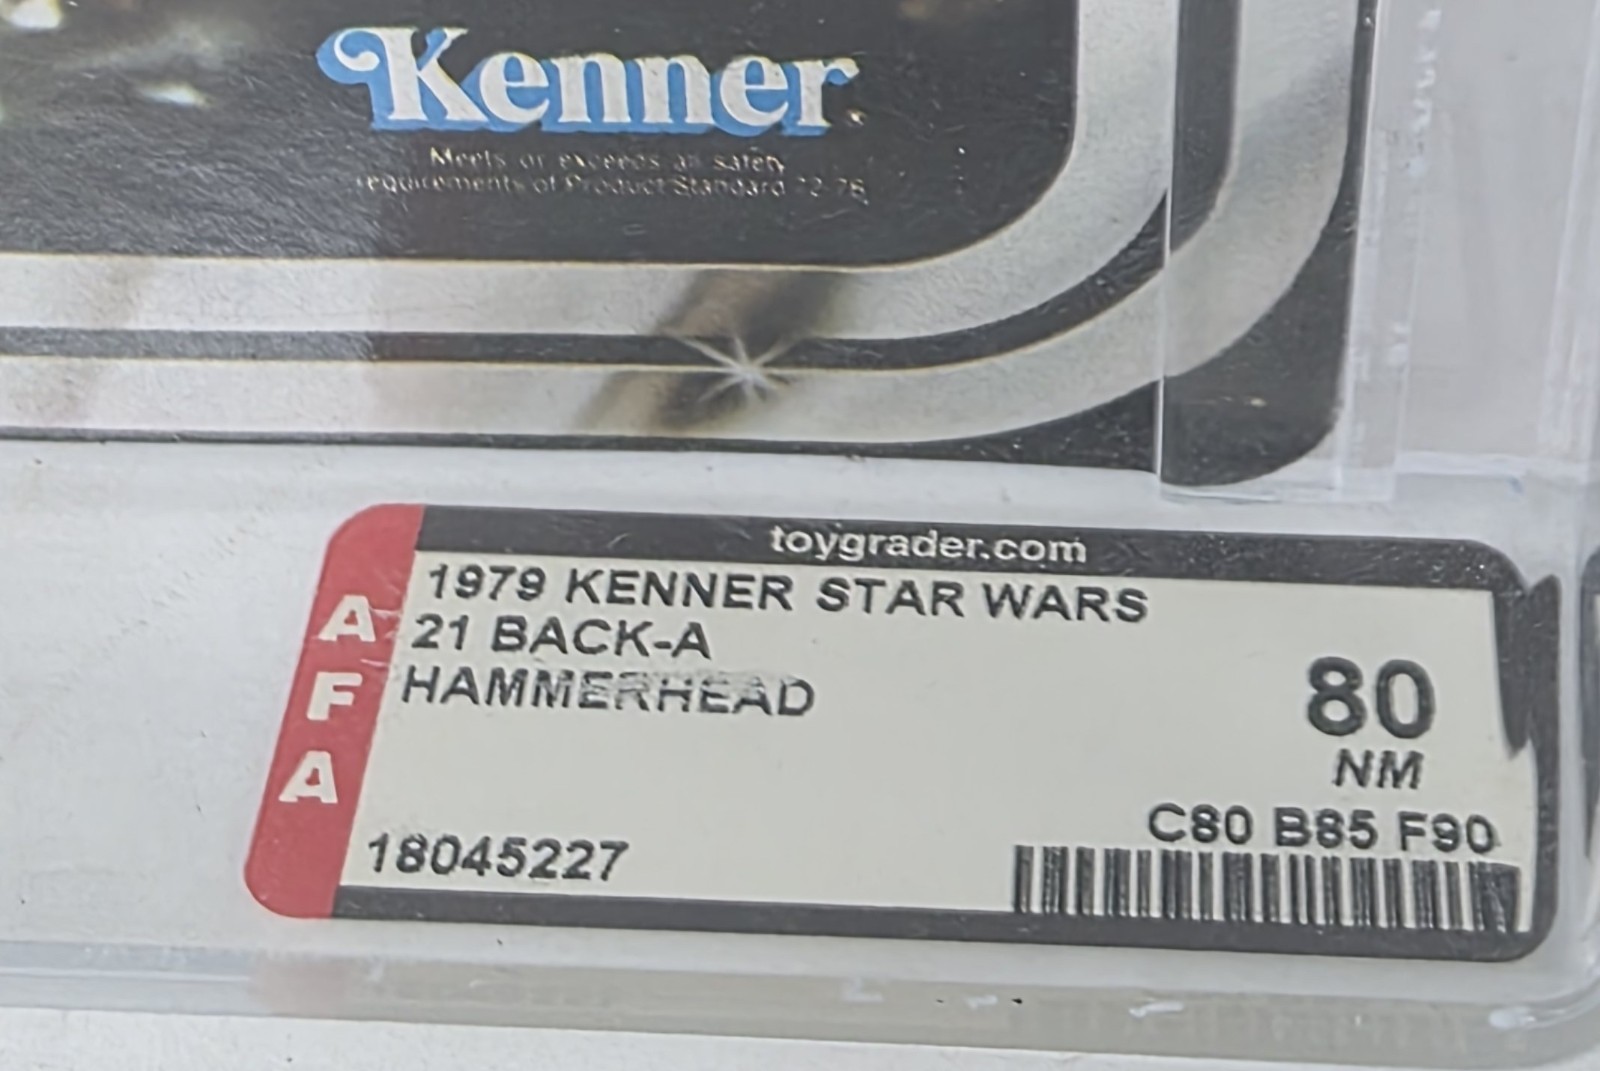 Kenner
Meets or exceeds all safety
requirements of Product Standard 72-76
toygrader.com
1979 KENNER STAR WARS
21 BACK-A
HAMMERHEAD
AFA
80
NM
C80 B85 F90
18045227